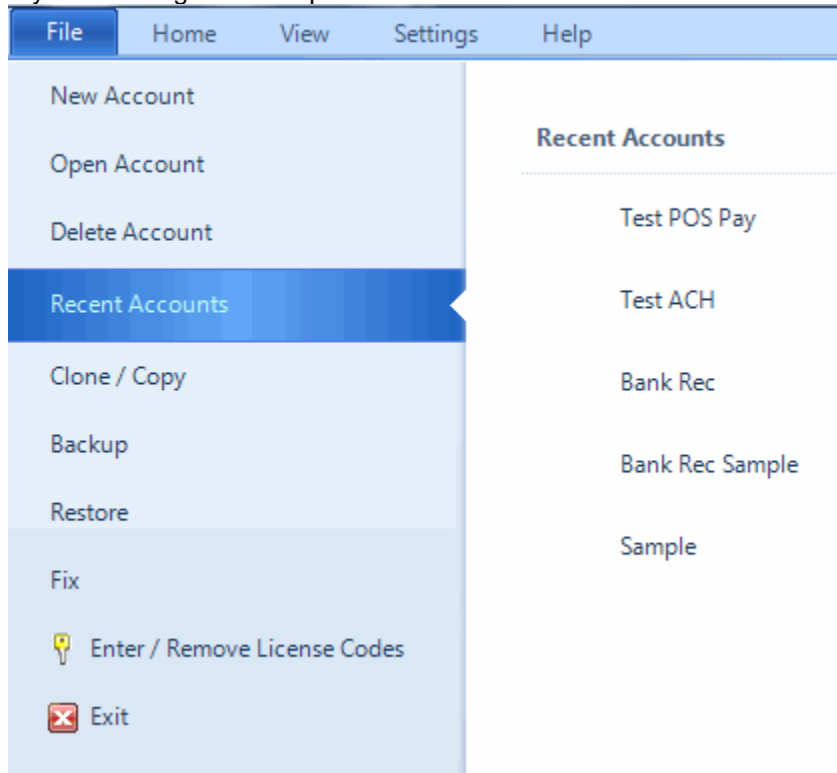 File Home View Settings Help
New Account
Open Account
Delete Account
Recent Accounts
Clone / Copy
Backup
Restore
Fix
Enter / Remove License Codes
Exit
Recent Accounts
Test POS Pay
Test ACH
Bank Rec
Bank Rec Sample
Sample